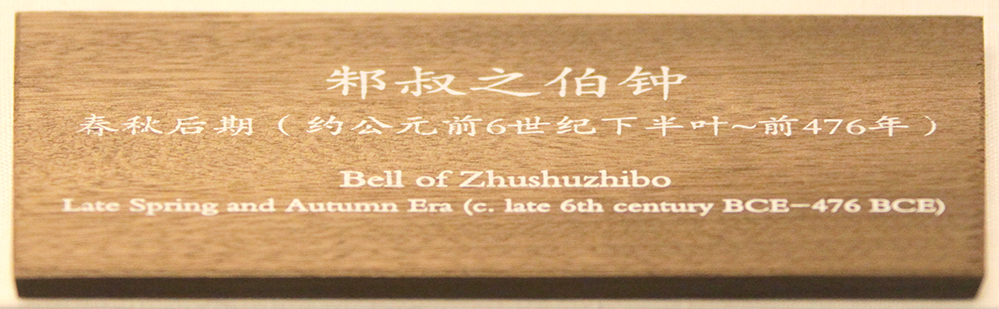 邾叔之伯钟
春秋后期（约公元前6世纪下半叶~前476年）
Bell of Zhushuzhibo
Late Spring and Autumn Era (c. late 6th century BCE－476 BCE)